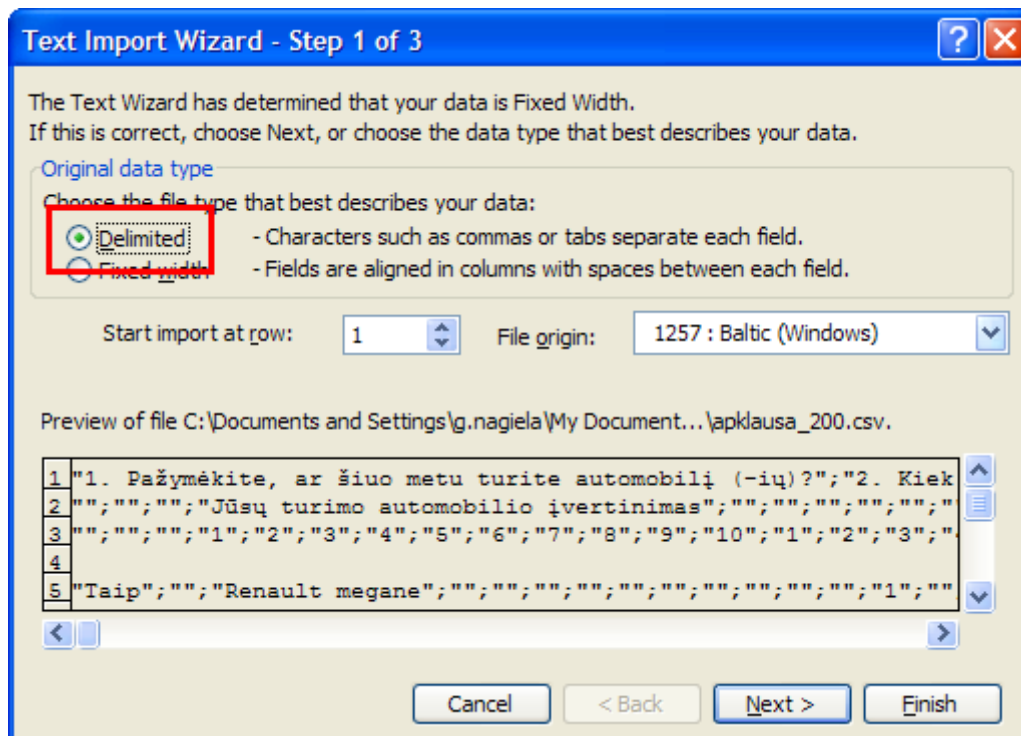 Text Import Wizard - Step 1 of 3
The Text Wizard has determined that your data is Fixed Width.
If this is correct, choose Next, or choose the data type that best describes your data.
Original data type
Choose the file type that best describes your data:
Delimited - Characters such as commas or tabs separate each field.
Fixed width - Fields are aligned in columns with spaces between each field.
Start import at row: 1 File origin: 1257 : Baltic (Windows)
Preview of file C:\Documents and Settings\g.nagiela\My Document...\apklausa_200.csv.
1 "1. Pažymėkite, ar šiuo metu turite automobilį (-ių)?";"2. Kiek
2 "";"";"";"Jūsų turimo automobilio įvertinimas";"";"";"";"";"";"
3 "";"";"";"1";"2";"3";"4";"5";"6";"7";"8";"9";"10";"1";"2";"3";"
4
5 "Taip";"";"Renault megane";"";"";"";"";"";"";"";"";"";"";"1";""
Cancel < Back Next > Finish